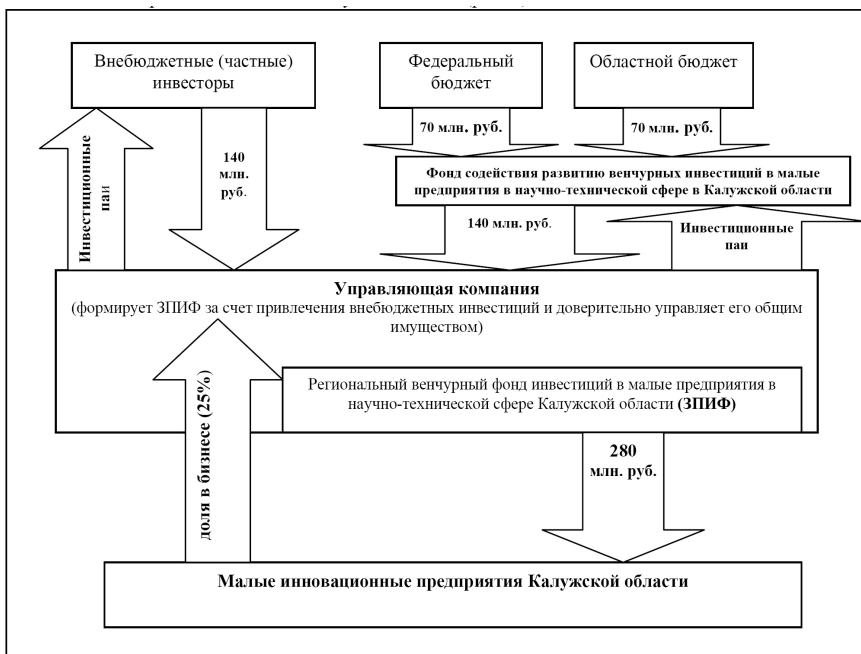 Внебюджетные (частные)
инвесторы
Федеральный
бюджет
Областной бюджет
70 млн. руб.
70 млн. руб.
Инвестиционные
паи
140
млн.
руб.
Фонд содействия развитию венчурных инвестиций в малые
предприятия в научно-технической сфере в Калужской области
140 млн. руб.
Инвестиционные
паи
Управляющая компания
(формирует ЗПИФ за счет привлечения внебюджетных инвестиций и доверительно управляет его общим
имуществом)
Региональный венчурный фонд инвестиций в малые предприятия в
научно-технической сфере Калужской области (ЗПИФ)
доля в бизнесе (25%)
280
млн. руб.
Малые инновационные предприятия Калужской области